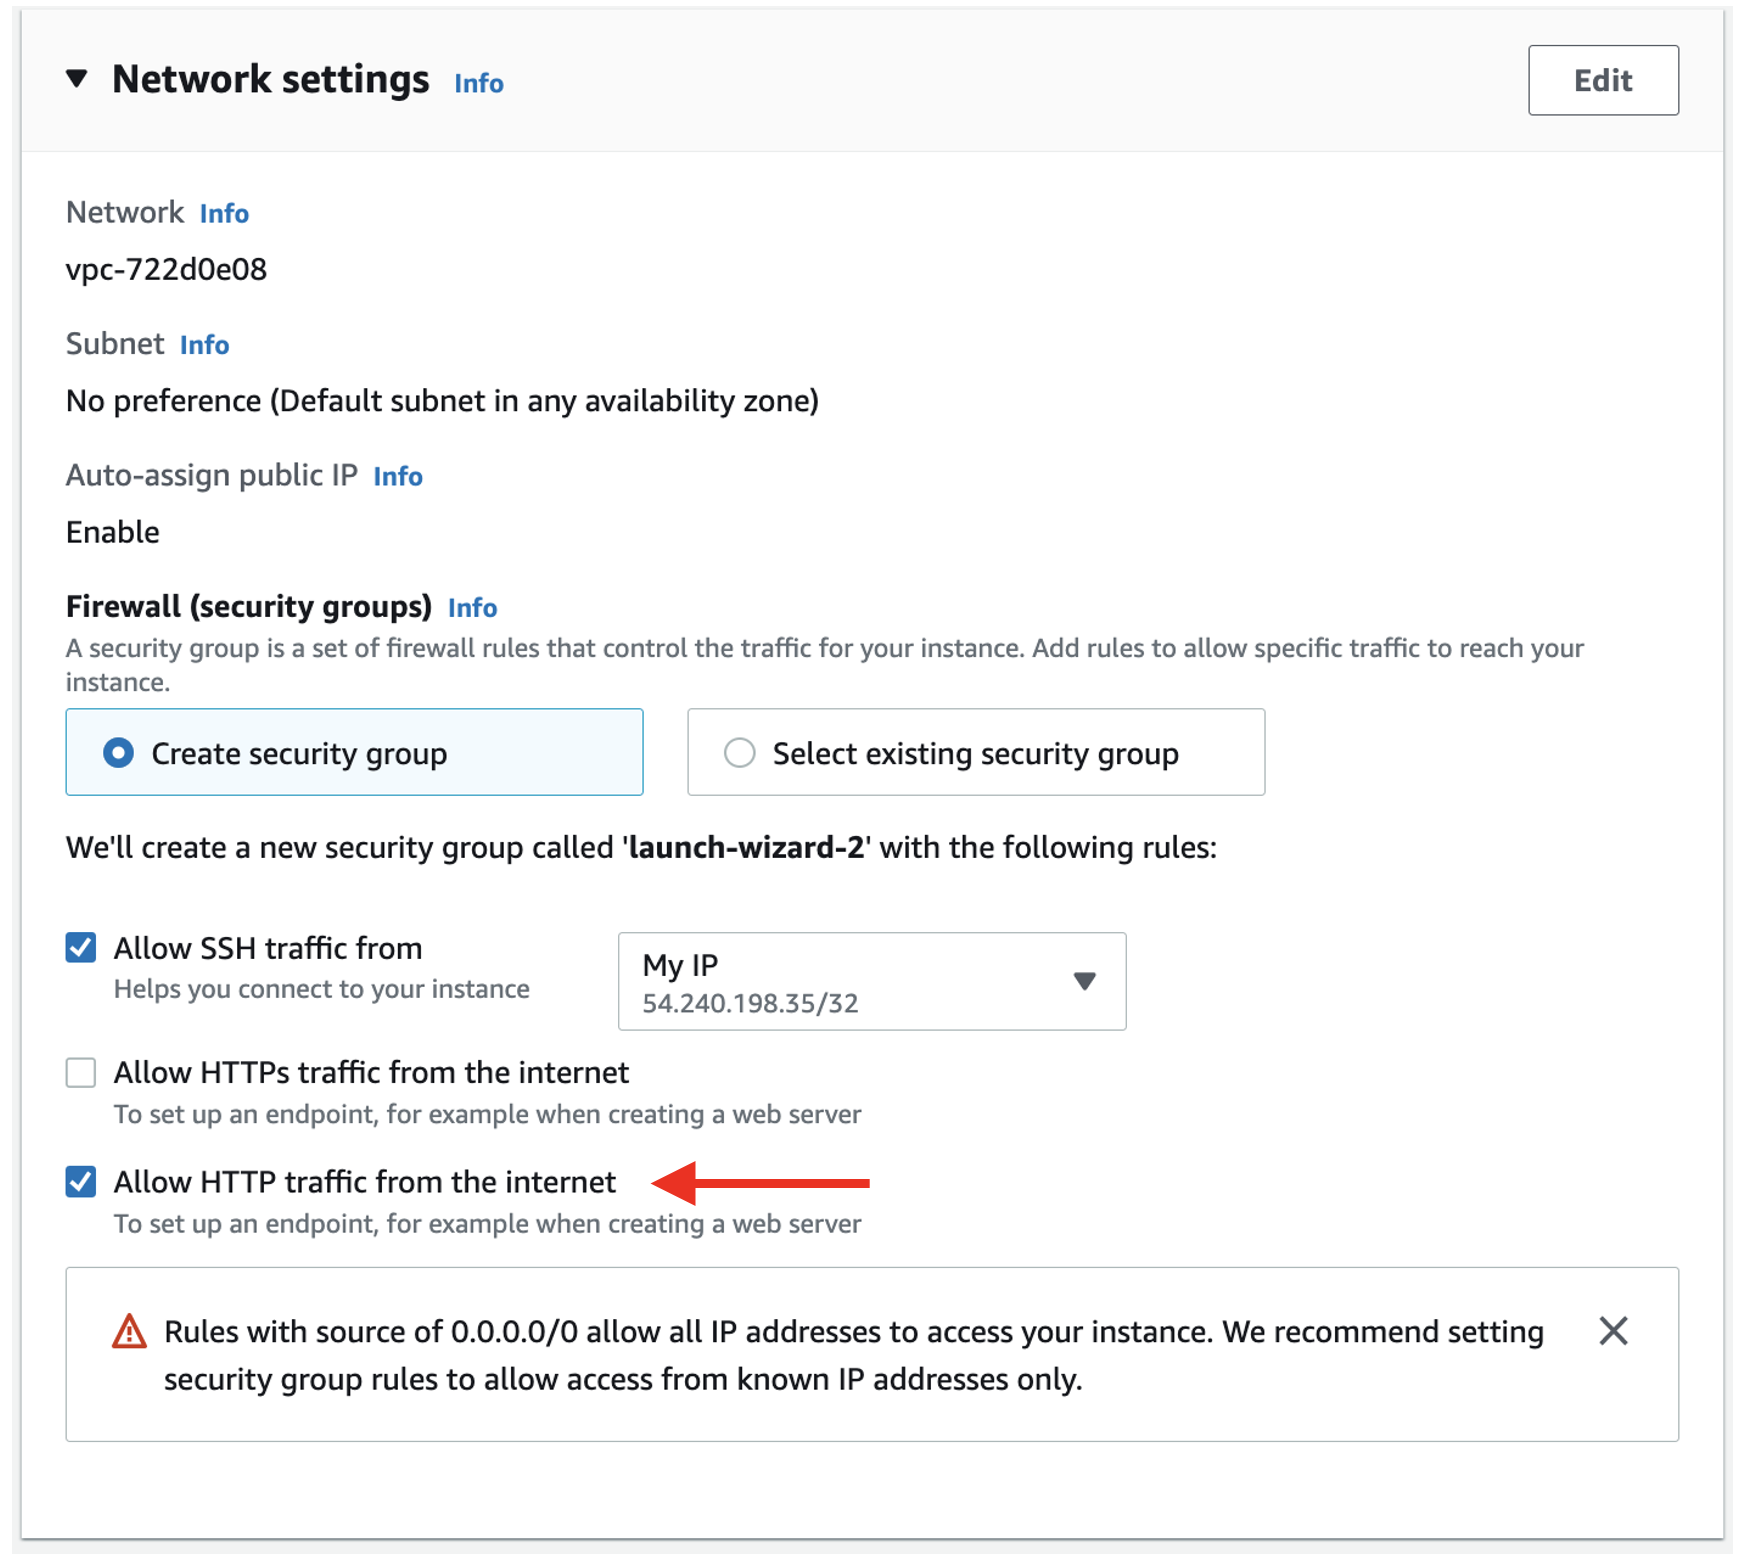 Network settings Info
Edit
Network Info
vpc-722d0e08
Subnet Info
No preference (Default subnet in any availability zone)
Auto-assign public IP Info
Enable
Firewall (security groups) Info
A security group is a set of firewall rules that control the traffic for your instance. Add rules to allow specific traffic to reach your
instance.
Create security group
Select existing security group
We'll create a new security group called 'launch-wizard-2' with the following rules:
Allow SSH traffic from
Helps you connect to your instance
My IP
54.240.198.35/32
Allow HTTPs traffic from the internet
To set up an endpoint, for example when creating a web server
Allow HTTP traffic from the internet
To set up an endpoint, for example when creating a web server
Rules with source of 0.0.0.0/0 allow all IP addresses to access your instance. We recommend setting
security group rules to allow access from known IP addresses only.